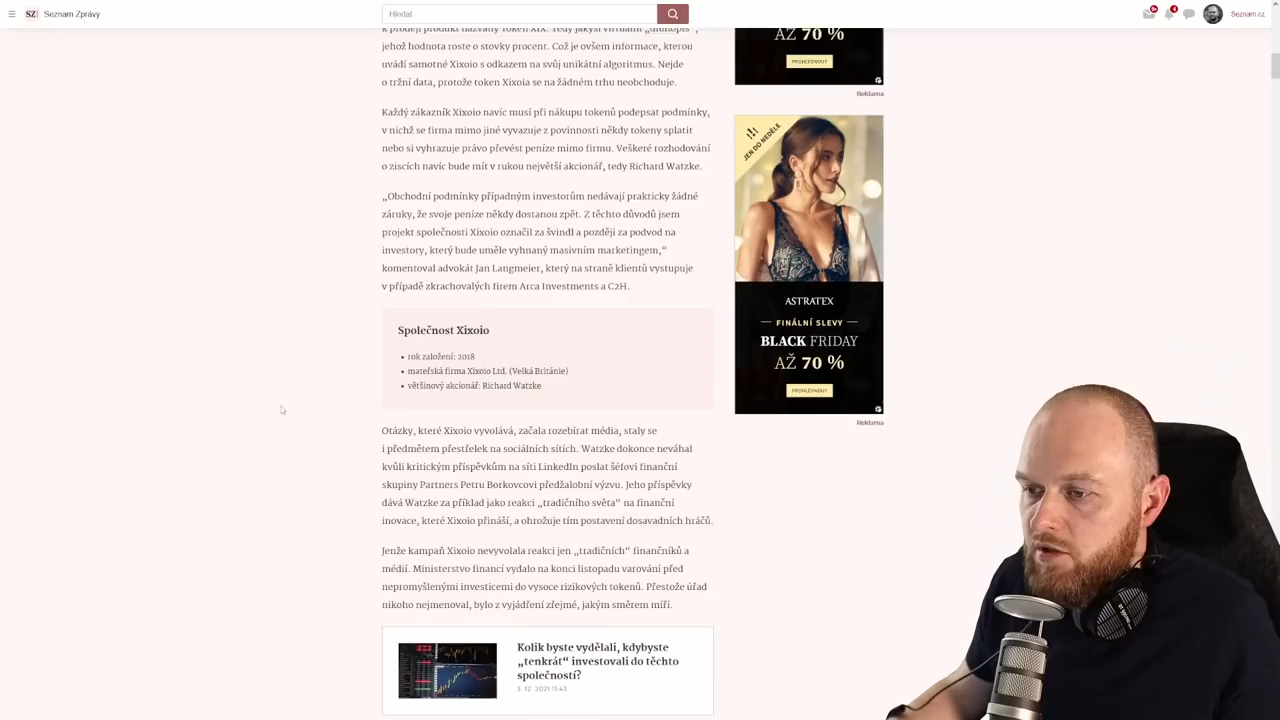 SZ Seznam Zprávy
Hledat
9+
4
Seznam.cz
k prodeji produkt nazvaný Token XIX. Tedy jakýsi virtuální „dluhopis“,
jehož hodnota roste o stovky procent. Což je ovšem informace, kterou
uvádí samotné Xixoio s odkazem na svůj unikátní algoritmus. Nejde
o tržní data, protože token Xixoia se na žádném trhu neobchoduje.
Každý zákazník Xixoio navíc musí při nákupu tokenů podepsat podmínky,
v nichž se firma mimo jiné vyvazuje z povinnosti někdy tokeny splatit
nebo si vyhrazuje právo převést peníze mimo firmu. Veškeré rozhodování
o ziscích navíc bude mít v rukou největší akcionář, tedy Richard Watzke.
„Obchodní podmínky případným investorům nedávají prakticky žádné
záruky, že svoje peníze někdy dostanou zpět. Z těchto důvodů jsem
projekt společnosti Xixoio označil za švindl a později za podvod na
investory, který bude uměle vyhnaný masivním marketingem,“
komentoval advokát Jan Langmeier, který na straně klientů vystupuje
v případě zkrachovalých firem Arca Investments a C2H.
Společnost Xixoio
• rok založení: 2018
• mateřská firma Xixoio Ltd. (Velká Británie)
• většinový akcionář: Richard Watzke
Otázky, které Xixoio vyvolává, začala rozebírat média, staly se
i předmětem přestřelek na sociálních sítích. Watzke dokonce neváhal
kvůli kritickým příspěvkům na síti LinkedIn poslat šéfovi finanční
skupiny Partners Petru Borkovcovi předžalobní výzvu. Jeho příspěvky
dává Watzke za příklad jako reakci „tradičního světa“ na finanční
inovace, které Xixoio přináší, a ohrožuje tím postavení dosavadních hráčů.
Jenže kampaň Xixoio nevyvolala reakci jen „tradičních“ finančníků a
médií. Ministerstvo financí vydalo na konci listopadu varování před
nepromyšlenými investicemi do vysoce rizikových tokenů. Přestože úřad
nikoho nejmenoval, bylo z vyjádření zřejmé, jakým směrem míří.
Kolik byste vydělali, kdybyste
„tenkrát“ investovali do těchto
společností?
3. 12. 2021 11:43
AŽ 70 %
PROHLÉDNOUT
Reklama
!!!
JEN DO NEDĚLE
ASTRATEX
FINÁLNÍ SLEVY
BLACK FRIDAY
AŽ 70 %
PROHLÉDNOUT
Reklama